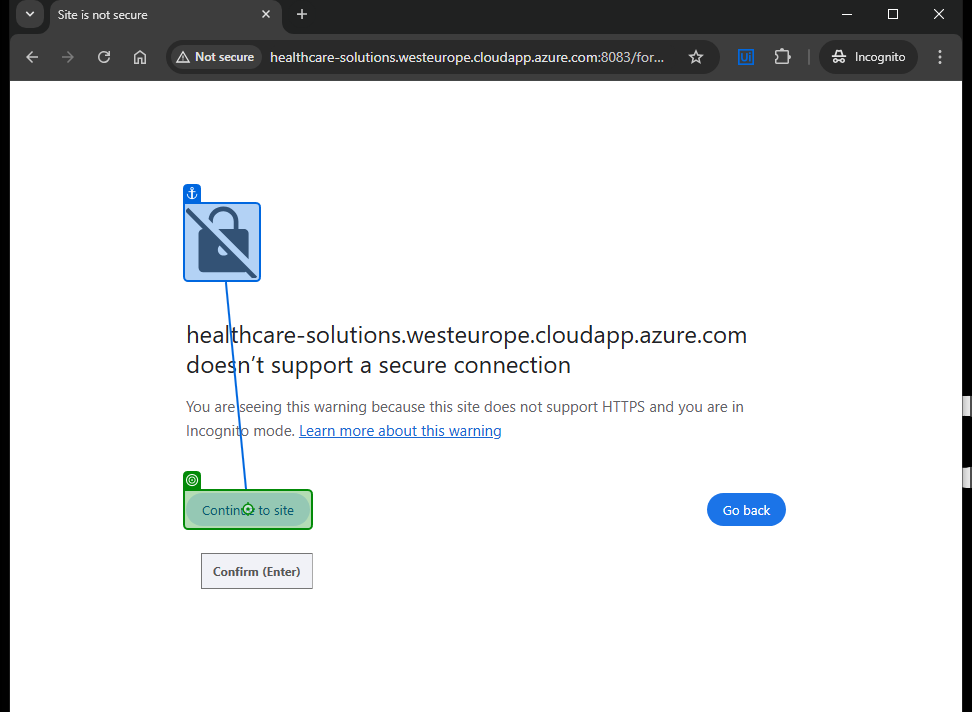 Site is not secure
Not secure
healthcare-solutions.westeurope.cloudapp.azure.com:8083/for...
Ui
Incognito
healthcare-solutions.westeurope.cloudapp.azure.com
doesn’t support a secure connection
You are seeing this warning because this site does not support HTTPS and you are in
Incognito mode. Learn more about this warning
Continue to site
Go back
Confirm (Enter)